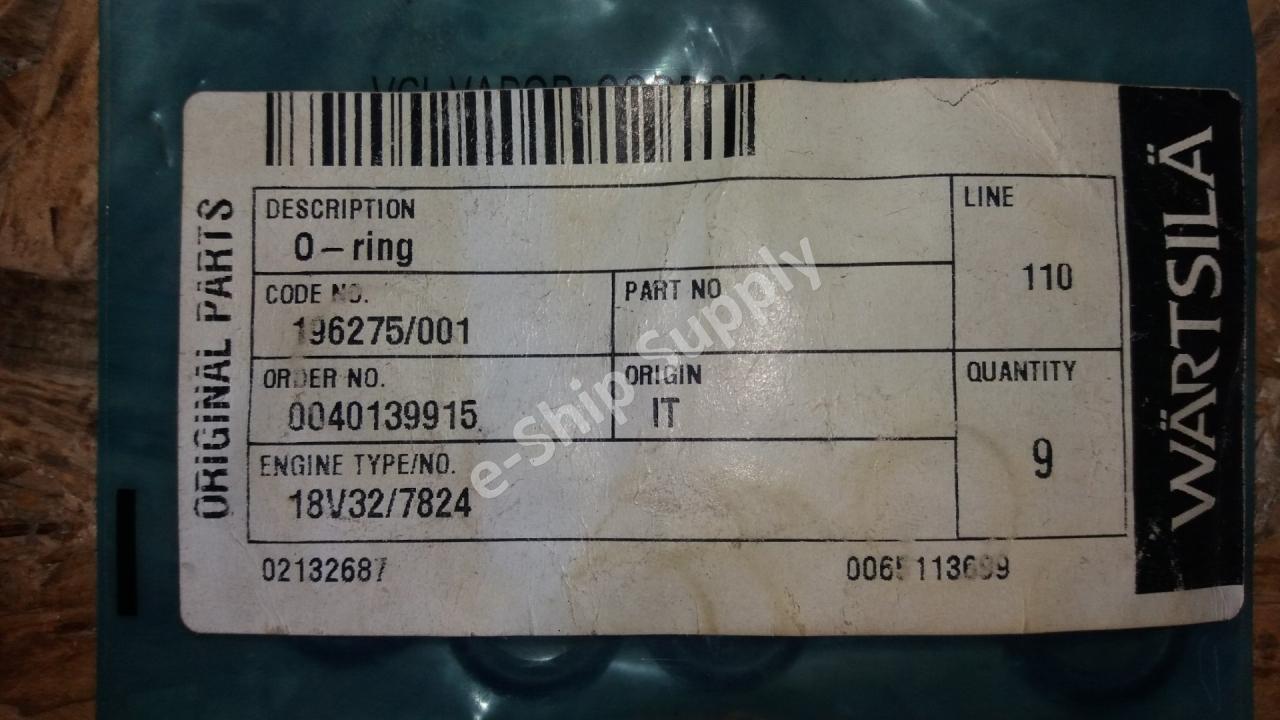 ORIGINAL PARTS
DESCRIPTION
O-ring
LINE
110
CODE NO.
196275/001
PART NO
ORDER NO.
0040139915
ORIGIN
IT
QUANTITY
9
ENGINE TYPE/NO.
18V32/7824
02132687
WÄRTSILÄ
e-Ship Supply